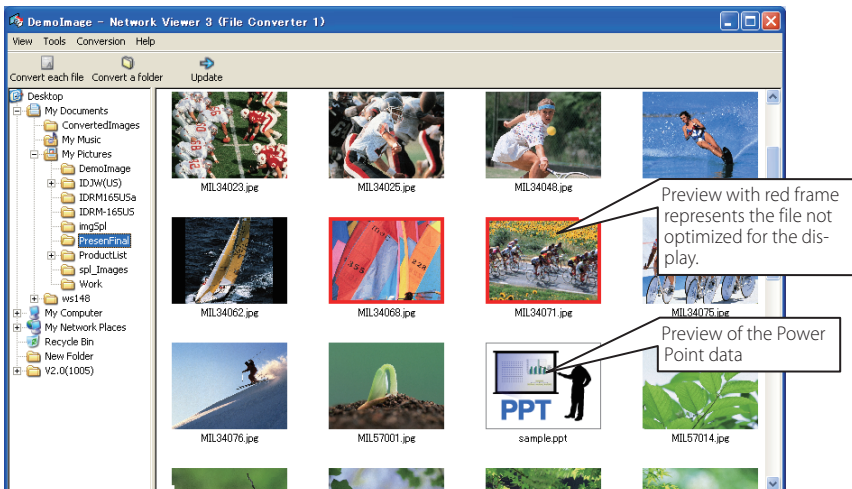 DemoImage - Network Viewer 3 (File Converter 1)
View Tools Conversion Help
Convert each file Convert a folder Update
Desktop
My Documents
ConvertedImages
My Music
My Pictures
DemoImage
IDJW(US)
IDRM165USa
IDRM-165US
imgSpl
PresenFinal
ProductList
spl_Images
Work
ws148
My Computer
My Network Places
Recycle Bin
New Folder
V2.0(1005)
MIL34023.jpg
MIL34025.jpg
MIL34048.jpg
Preview with red frame
represents the file not
optimized for the dis-
play.
1355
228
MIL34062.jpg
MIL34068.jpg
MIL34071.jpg
MIL34075.jpg
Preview of the Power
Point data
PPT
MIL34076.jpg
MIL57001.jpg
sample.ppt
MIL57014.jpg